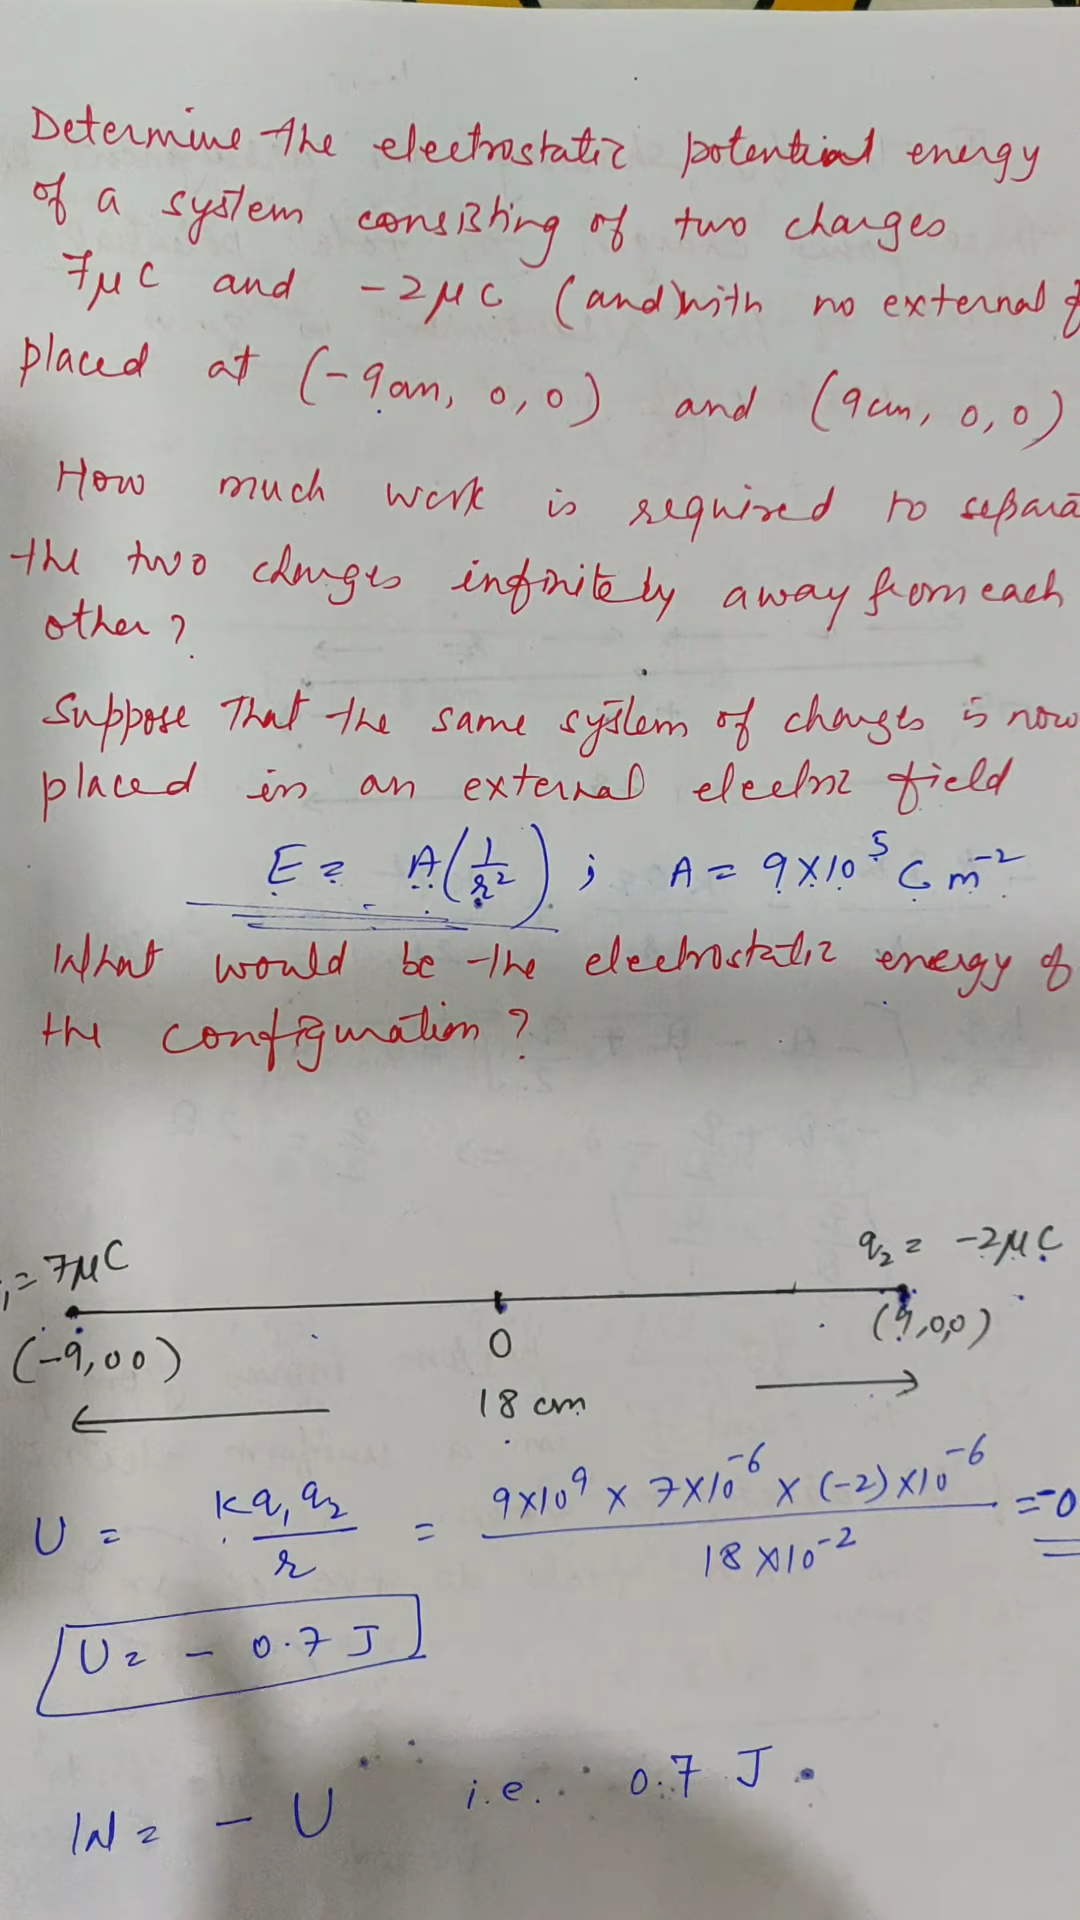 Determine the electrostatic potential energy
of a system consisting of two charges
7μC and -2μC (and) with no external
placed at (-9cm, 0,0) and (9cm, 0,0)
How much work is required to separa
the two charges infinitely away from each
other?
Suppose that the same system of charges is now
placed in an external electric field
E = A(1/r²) ; A = 9×10⁵ C m⁻²
What would be the electrostatic energy of
the configuration?
= 7μC q₂ = -2μC
(-9,00) 0 (9,0,0)
18 cm
U = Kq₁q₂/r = 9×10⁹ × 7×10⁻⁶ × (-2)×10⁻⁶ / 18×10⁻² = -0
U = - 0.7 J
W = - U i.e. 0.7 J.